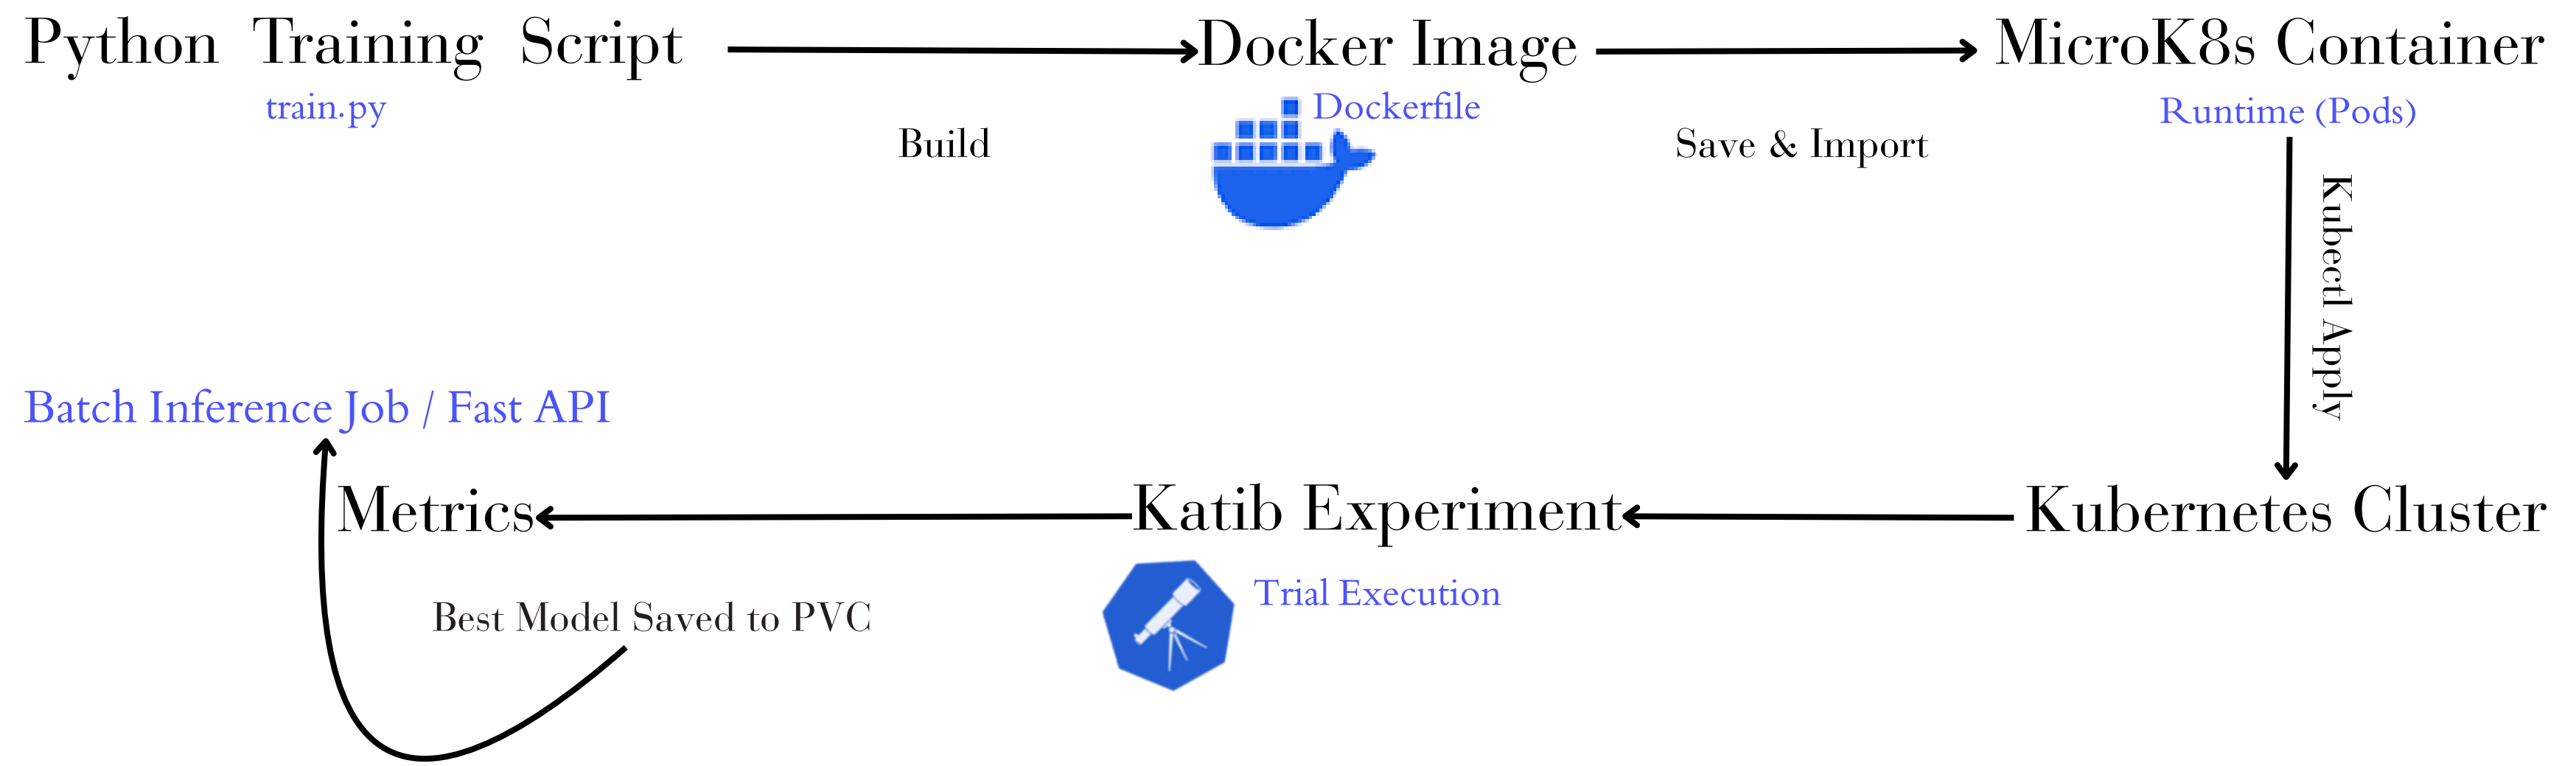 Python Training Script
train.py
Build
Docker Image
Dockerfile
Save & Import
MicroK8s Container
Runtime (Pods)
Kubectl Apply
Kubernetes Cluster
Katib Experiment
Trial Execution
Metrics
Best Model Saved to PVC
Batch Inference Job / Fast API